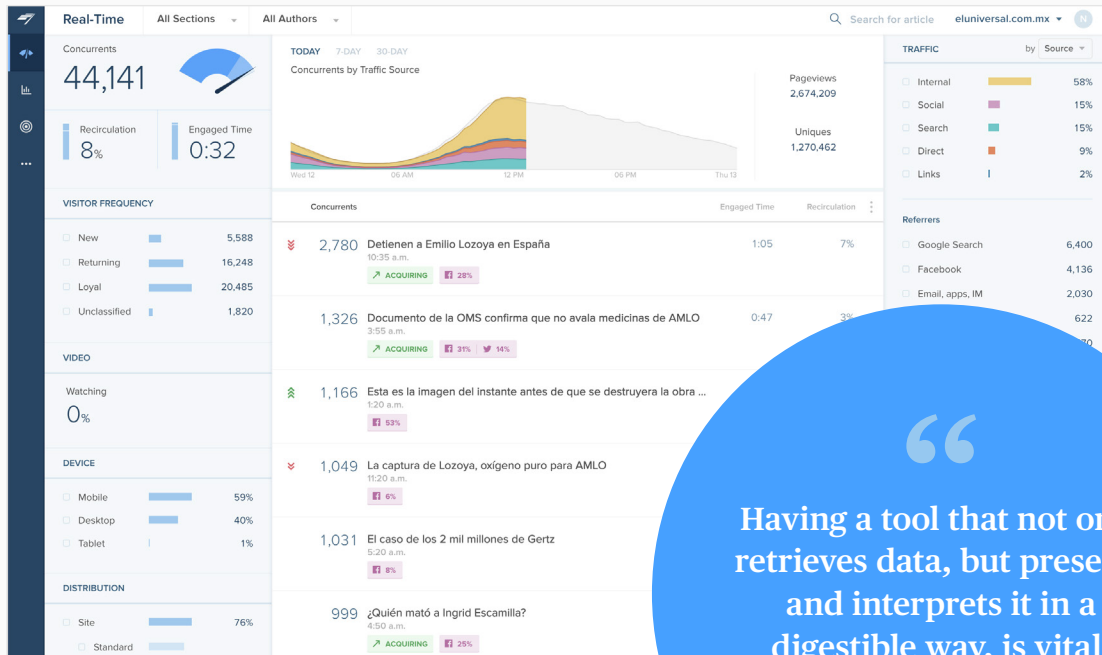 Real-Time
All Sections
All Authors
Search for article
eluniversal.com.mx
N
Concurrents
44,141
Recirculation
8%
Engaged Time
0:32
VISITOR FREQUENCY
New 5,588
Returning 16,248
Loyal 20,485
Unclassified 1,820
VIDEO
Watching
0%
DEVICE
Mobile 59%
Desktop 40%
Tablet 1%
DISTRIBUTION
Site 76%
Standard
TODAY 7-DAY 30-DAY
Concurrents by Traffic Source
Wed 12 06 AM 12 PM 06 PM Thu 13
Pageviews
2,674,209
Uniques
1,270,462
Concurrents Engaged Time Recirculation
2,780 Detienen a Emilio Lozoya en España 1:05 7%
10:35 a.m.
ACQUIRING 28%
1,326 Documento de la OMS confirma que no avala medicinas de AMLO 0:47 3%
3:55 a.m.
ACQUIRING 31% 14%
1,166 Esta es la imagen del instante antes de que se destruyera la obra ...
1:20 a.m.
53%
1,049 La captura de Lozoya, oxígeno puro para AMLO
11:20 a.m.
6%
1,031 El caso de los 2 mil millones de Gertz
5:20 a.m.
8%
999 ¿Quién mató a Ingrid Escamilla?
4:50 a.m.
ACQUIRING 25%
TRAFFIC by Source
Internal 58%
Social 15%
Search 15%
Direct 9%
Links 2%
Referrers
Google Search 6,400
Facebook 4,136
Email, apps, IM 2,030
622
“
Having a tool that not
retrieves data, but
and interprets it in a
digestible way, is vital